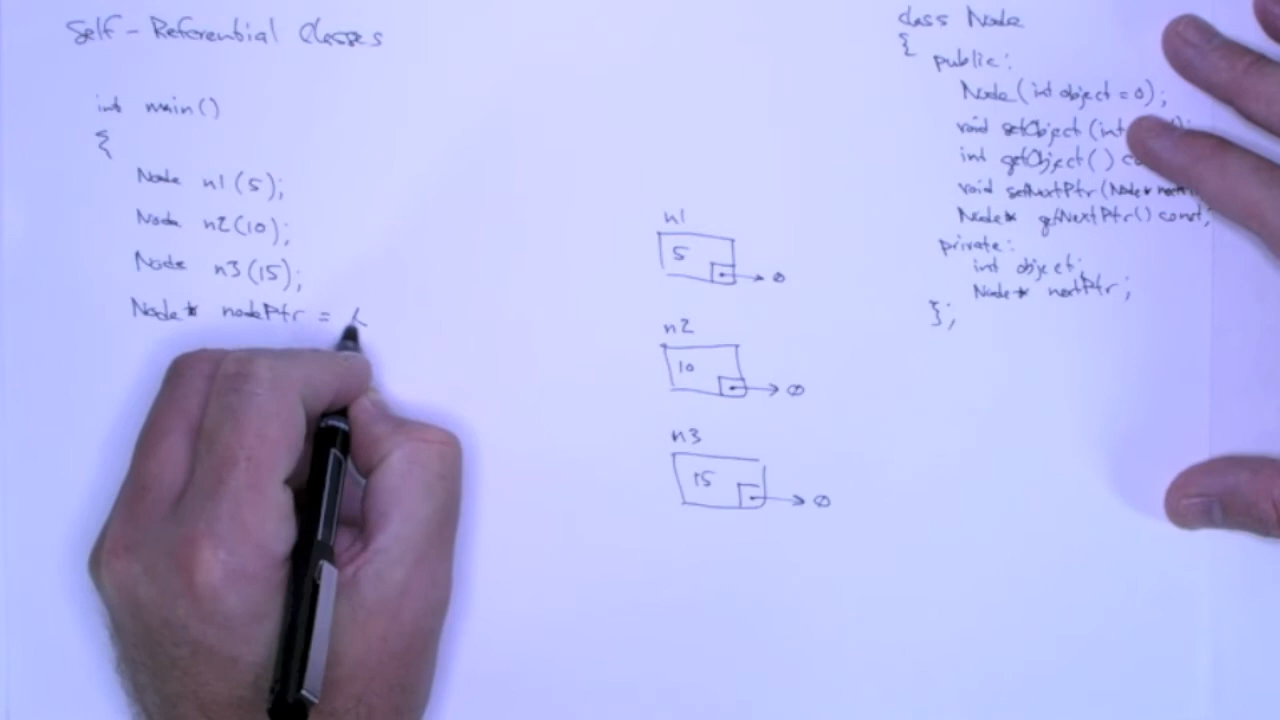 Self-Referential Classes
int main()
{
Node n1(5);
Node n2(10);
Node n3(15);
Node* nodePtr =
n1
5
n2
10
n3
15
class Node
{
public:
Node(int object = 0);
void setObject(int
int getObject()
void setNextPtr(Node*
Node* getNextPtr() const;
private:
int object;
Node* nextPtr;
};